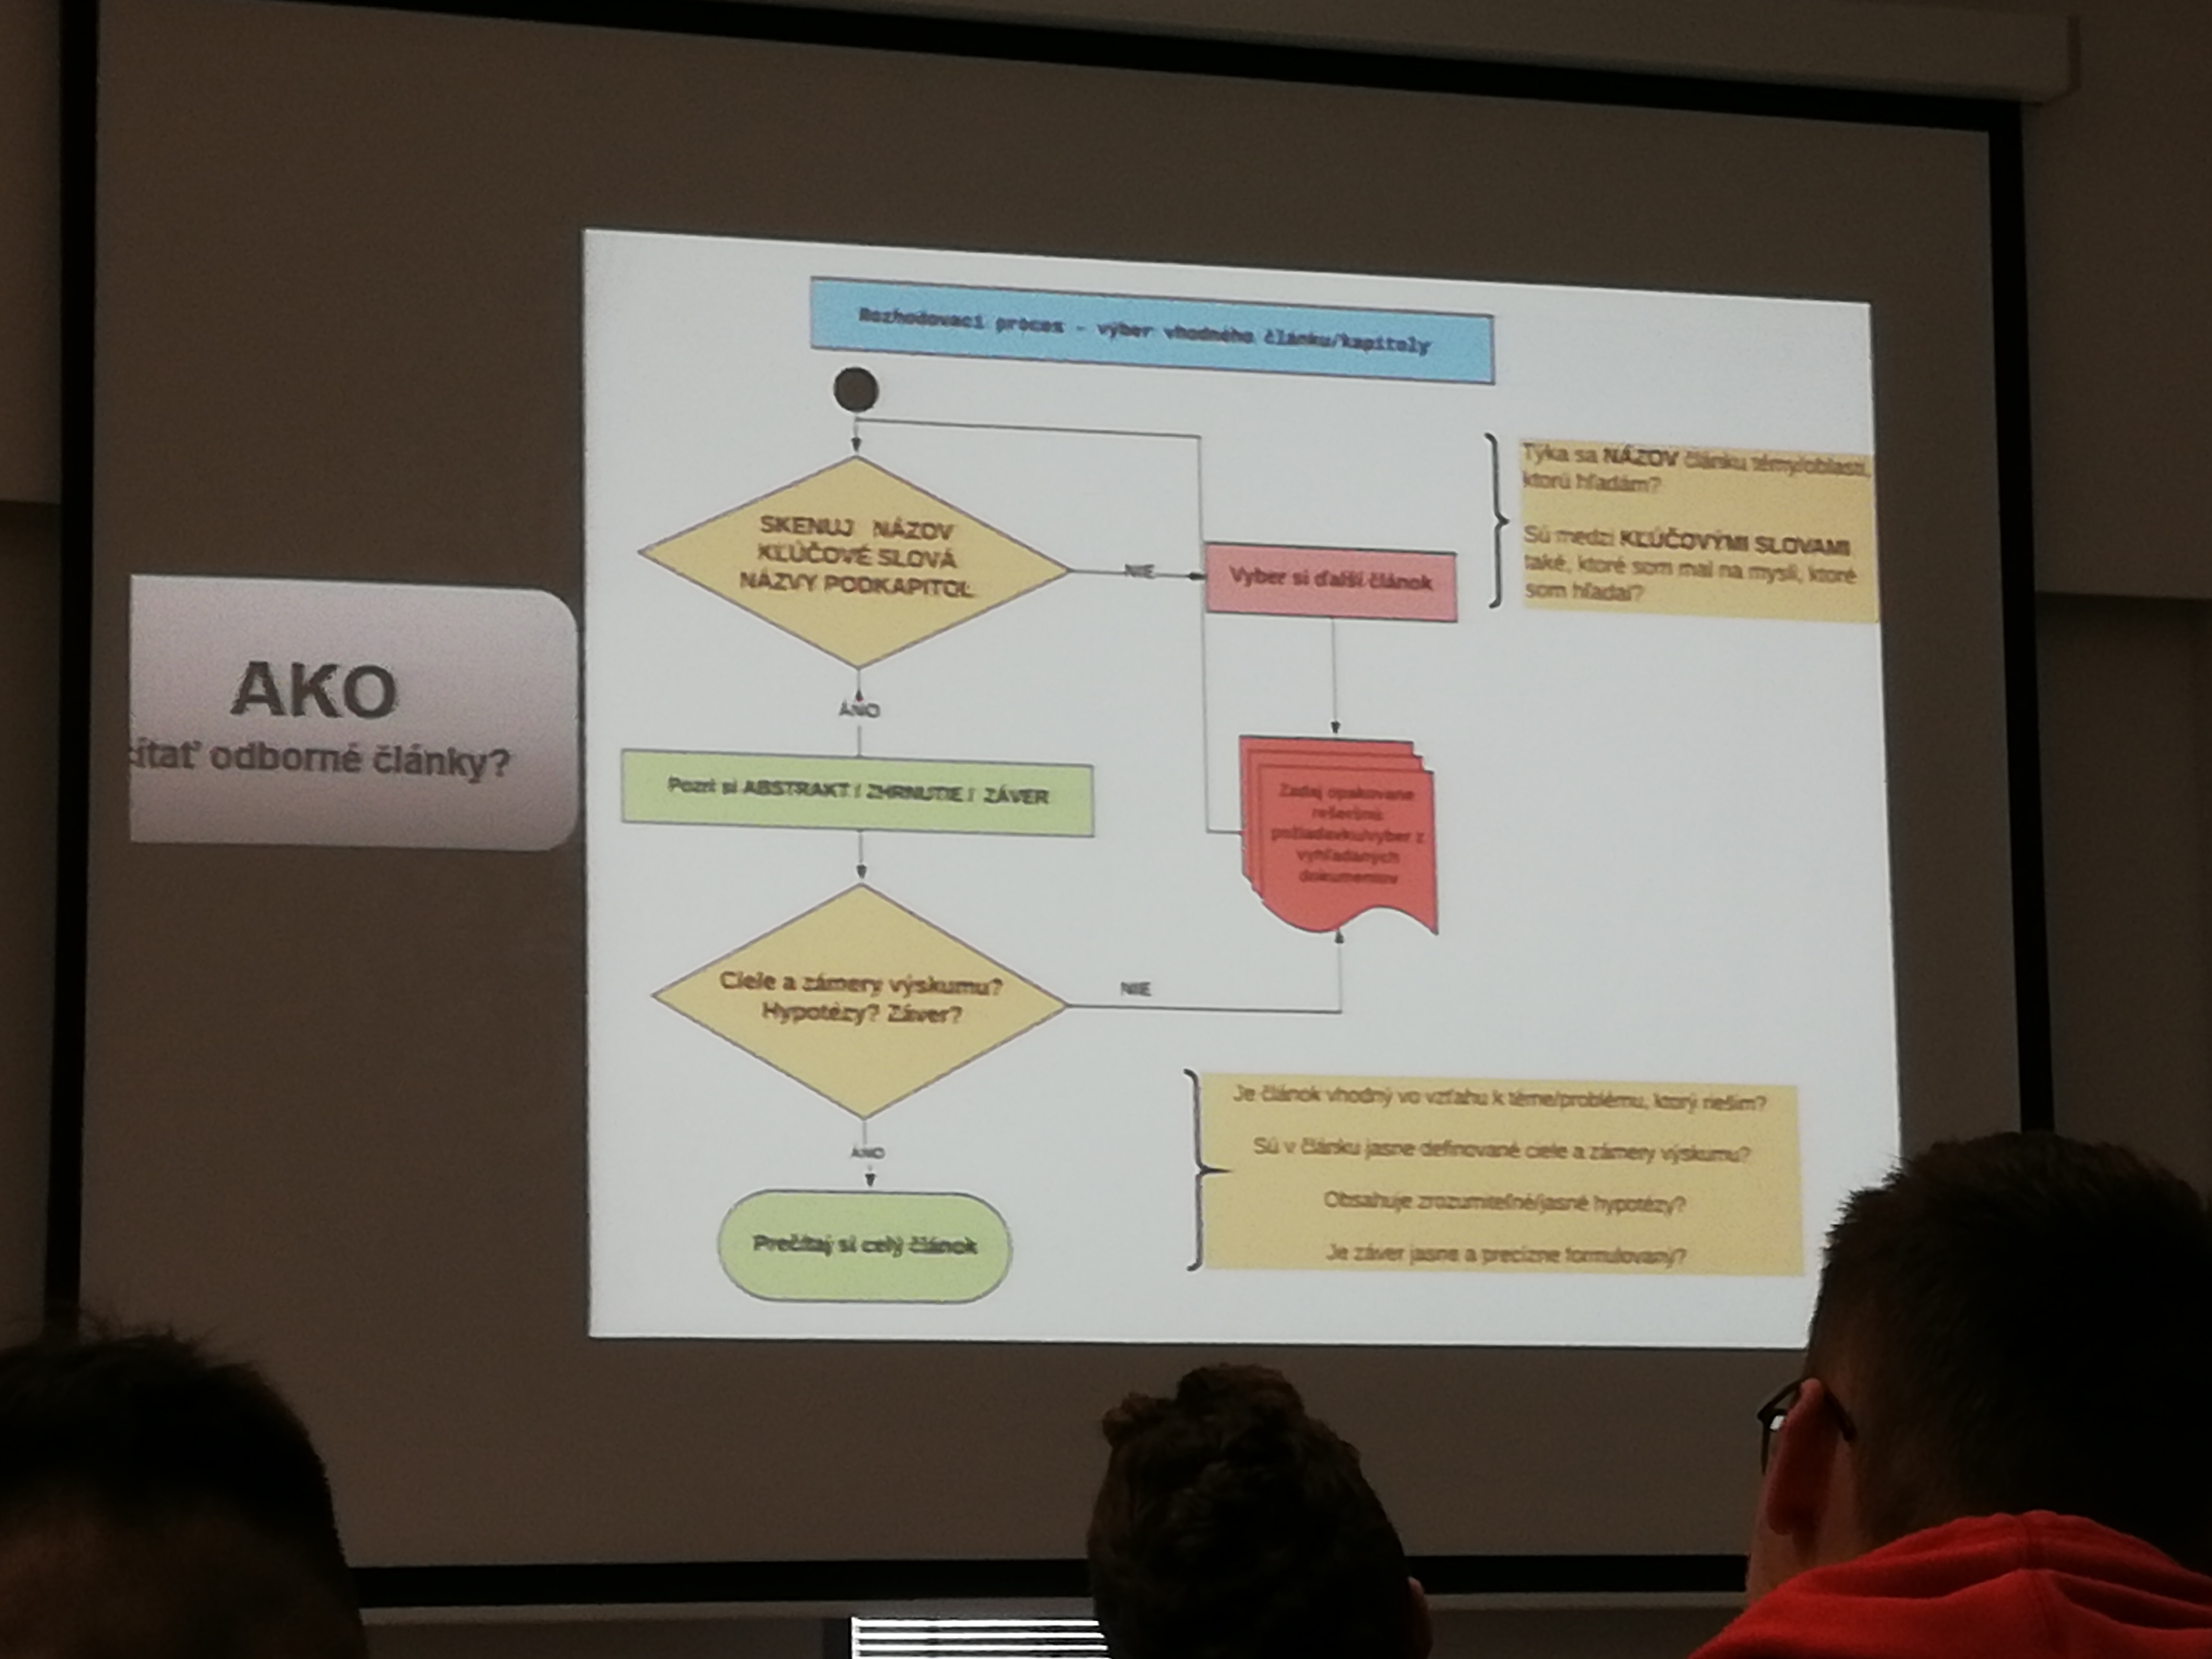 Rozhodovací proces - výber vhodného článku/kapitoly
Týka sa NÁZOV článku témy/oblasti,
ktorú hľadám?
Sú medzi KĽÚČOVÝMI SLOVAMI
také, ktoré som mal na mysli, ktoré
som hľadal?
SKENUJ NÁZOV
KĽÚČOVÉ SLOVÁ
NÁZVY PODKAPITOL
NIE
Vyber si ďalší článok
AKO
čítať odborné články?
ÁNO
Pozri si ABSTRAKT / ZHRNUTIE / ZÁVER
Zadaj opakovane
rešeršnú
požiadavku/vyber z
vyhľadaných
dokumentov
Ciele a zámery výskumu?
Hypotézy? Záver?
NIE
ÁNO
Prečítaj si celý článok
Je článok vhodný vo vzťahu k téme/problému, ktorý riešim?
Sú v článku jasne definované ciele a zámery výskumu?
Obsahuje zrozumiteľné/jasné hypotézy?
Je záver jasne a precízne formulovaný?